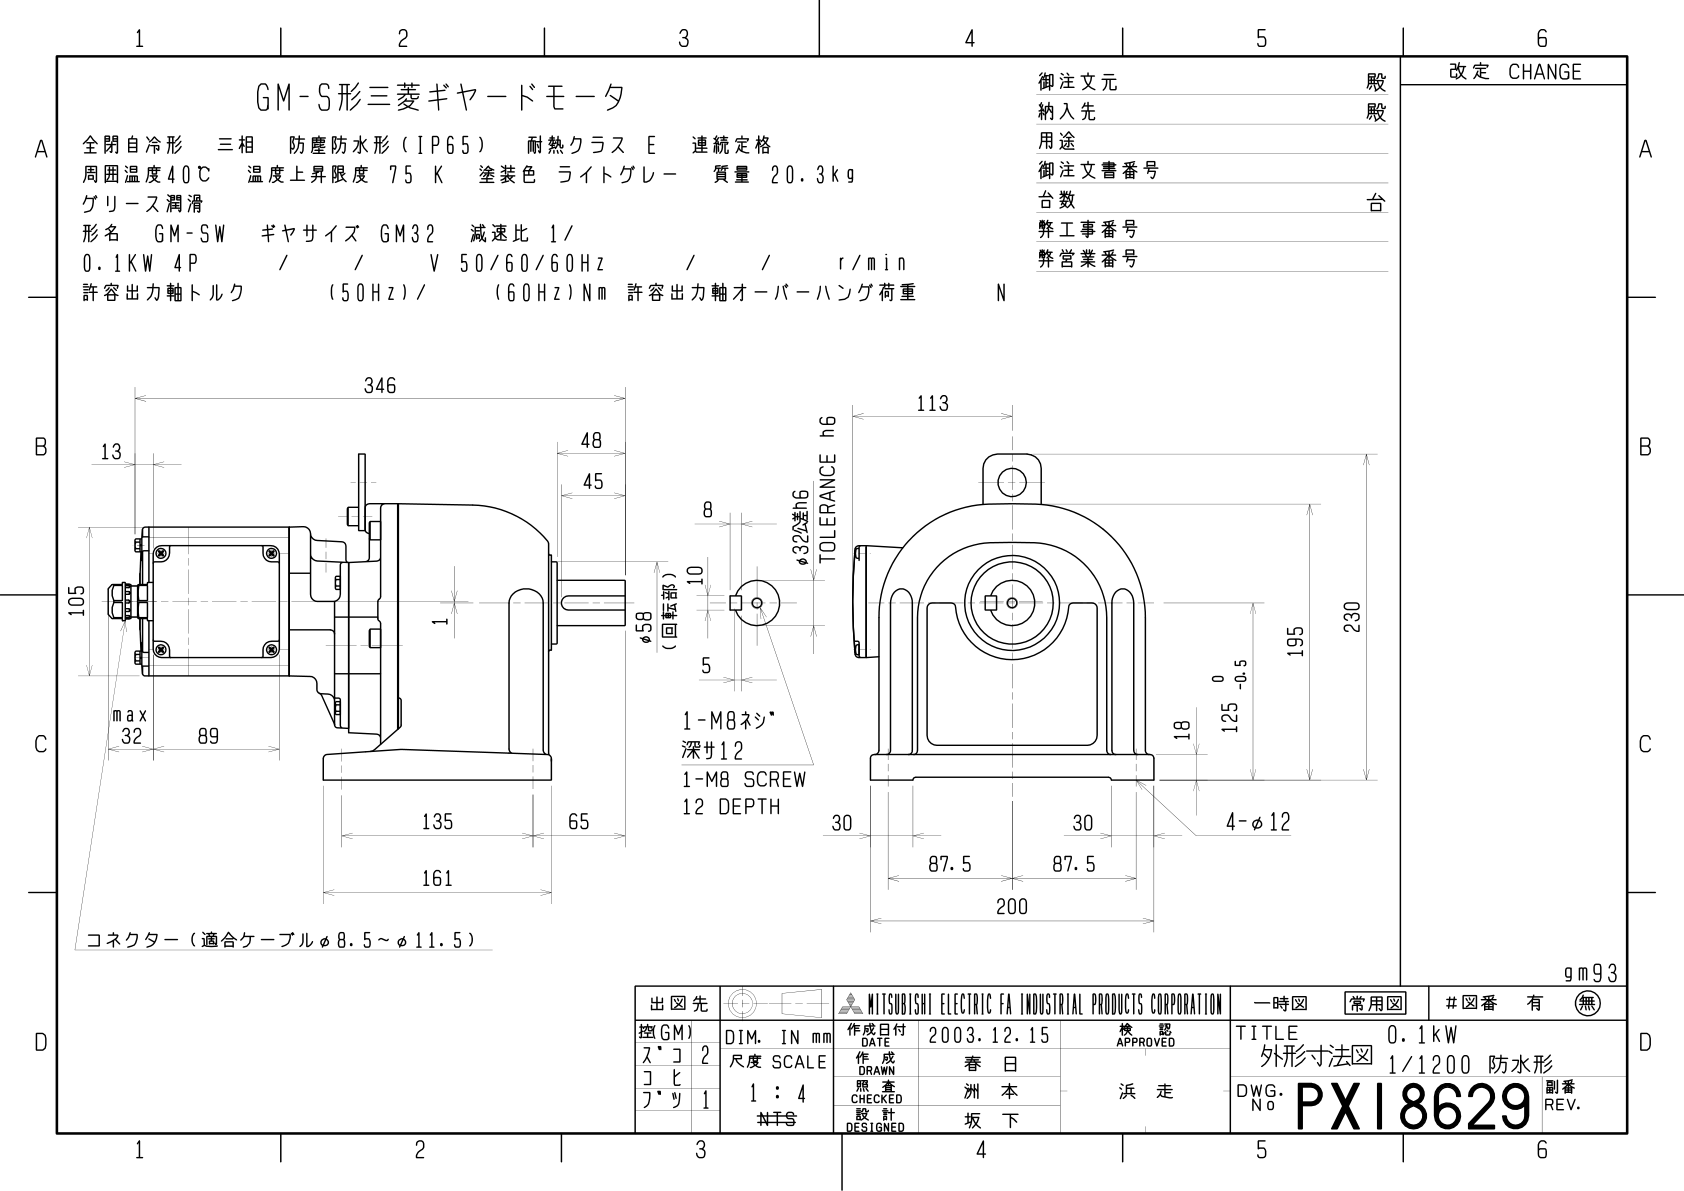 1 2 3 4 5 6
改定 CHANGE
GM-S形三菱ギヤードモータ
全閉自冷形 三相 防塵防水形(IP65) 耐熱クラス E 連続定格
周囲温度40℃ 温度上昇限度 75 K 塗装色 ライトグレー 質量 20.3kg
グリース潤滑
形名 GM-SW ギヤサイズ GM32 減速比 1/
0.1KW 4P / / V 50/60/60Hz / / r/min
許容出力軸トルク (50Hz)/ (60Hz)Nm 許容出力軸オーバーハング荷重 N
御注文元 殿
納入先 殿
用途
御注文書番号
台数 台
弊工事番号
弊営業番号
A A
B B
C C
D D
346
13
48
45
105
1
φ58
(回転部)
max
32
89
135
65
161
コネクター(適合ケーブルφ8.5~φ11.5)
8
10
5
φ32公差h6
TOLERANCE h6
1-M8ネジ
深サ12
1-M8 SCREW
12 DEPTH
113
230
195
125 0 -0.5
18
30
30
4-φ12
87.5
87.5
200
gm93
出図先
控(GM)
ズコ 2
コヒ
ブツ 1
DIM. IN mm
尺度 SCALE
1 : 4
NTS
MITSUBISHI ELECTRIC FA INDUSTRIAL PRODUCTS CORPORATION
作成日付 DATE 2003.12.15
検認 APPROVED
作成 DRAWN 春日
照査 CHECKED 洲本
浜走
設計 DESIGNED 坂下
一時図 常用図 #図番 有 無
TITLE 0.1kW
外形寸法図 1/1200 防水形
DWG. No PX18629 副番 REV.
1 2 3 4 5 6